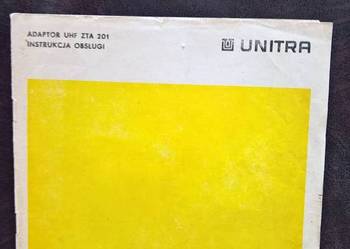 ADAPTOR UHF ZTA 201
INSTRUKCJA OBSŁUGI
UNITRA